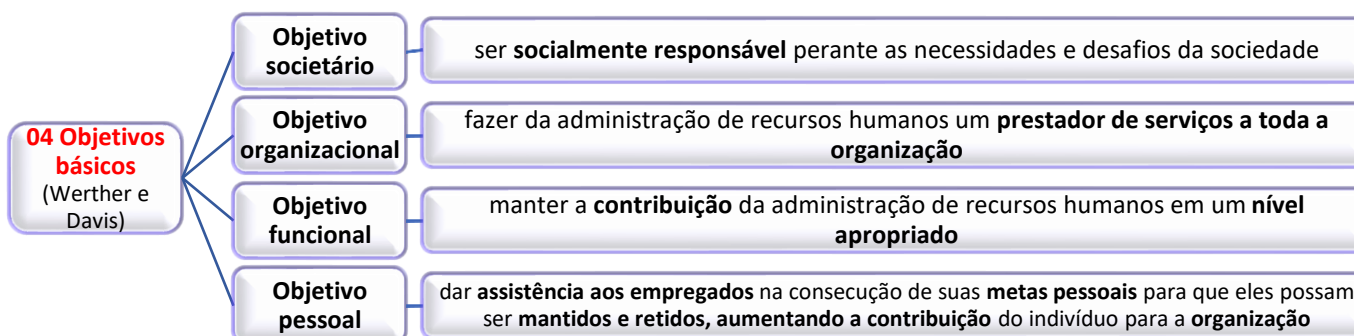 04 Objetivos
básicos
(Werther e
Davis)
Objetivo
societário
ser socialmente responsável perante as necessidades e desafios da sociedade
Objetivo
organizacional
fazer da administração de recursos humanos um prestador de serviços a toda a
organização
Objetivo
funcional
manter a contribuição da administração de recursos humanos em um nível
apropriado
Objetivo
pessoal
dar assistência aos empregados na consecução de suas metas pessoais para que eles possam
ser mantidos e retidos, aumentando a contribuição do indivíduo para a organização